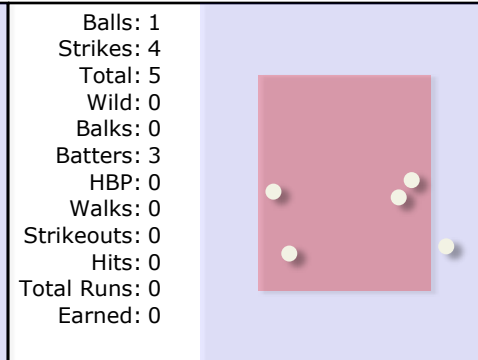 Balls: 1
Strikes: 4
Total: 5
Wild: 0
Balks: 0
Batters: 3
HBP: 0
Walks: 0
Strikeouts: 0
Hits: 0
Total Runs: 0
Earned: 0